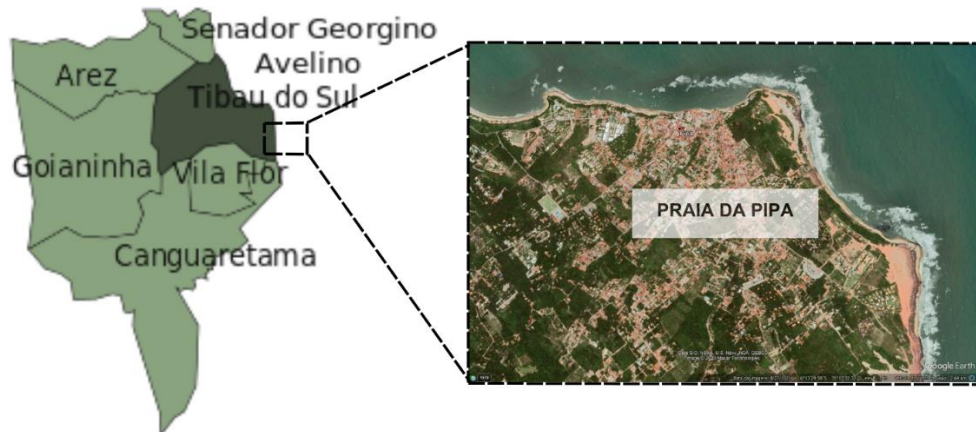 Senador Georgino
Avelino
Arez
Tibau do Sul
Goianinha
Vila Flor
Canguaretama
PRAIA DA PIPA
Google Earth